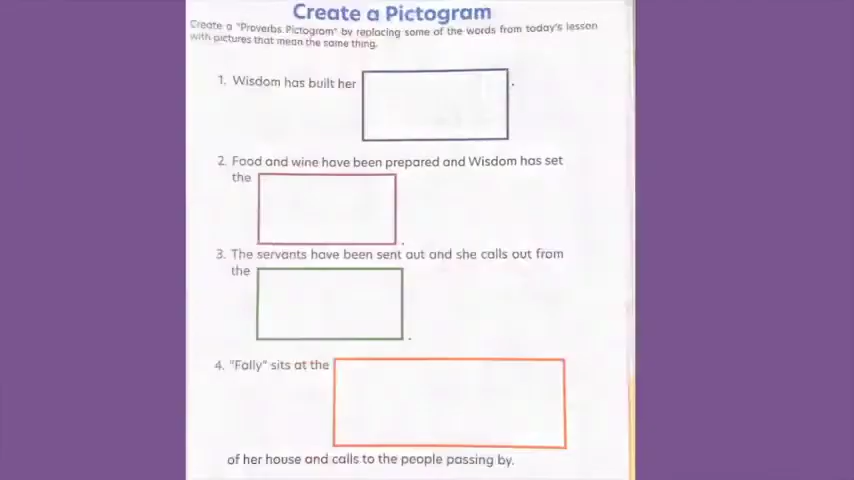 Create a Pictogram
Create a "Proverbs Pictogram" by replacing some of the words from today's lesson
with pictures that mean the same thing.
1. Wisdom has built her .
2. Food and wine have been prepared and Wisdom has set
the .
3. The servants have been sent out and she calls out from
the .
4. "Folly" sits at the
of her house and calls to the people passing by.